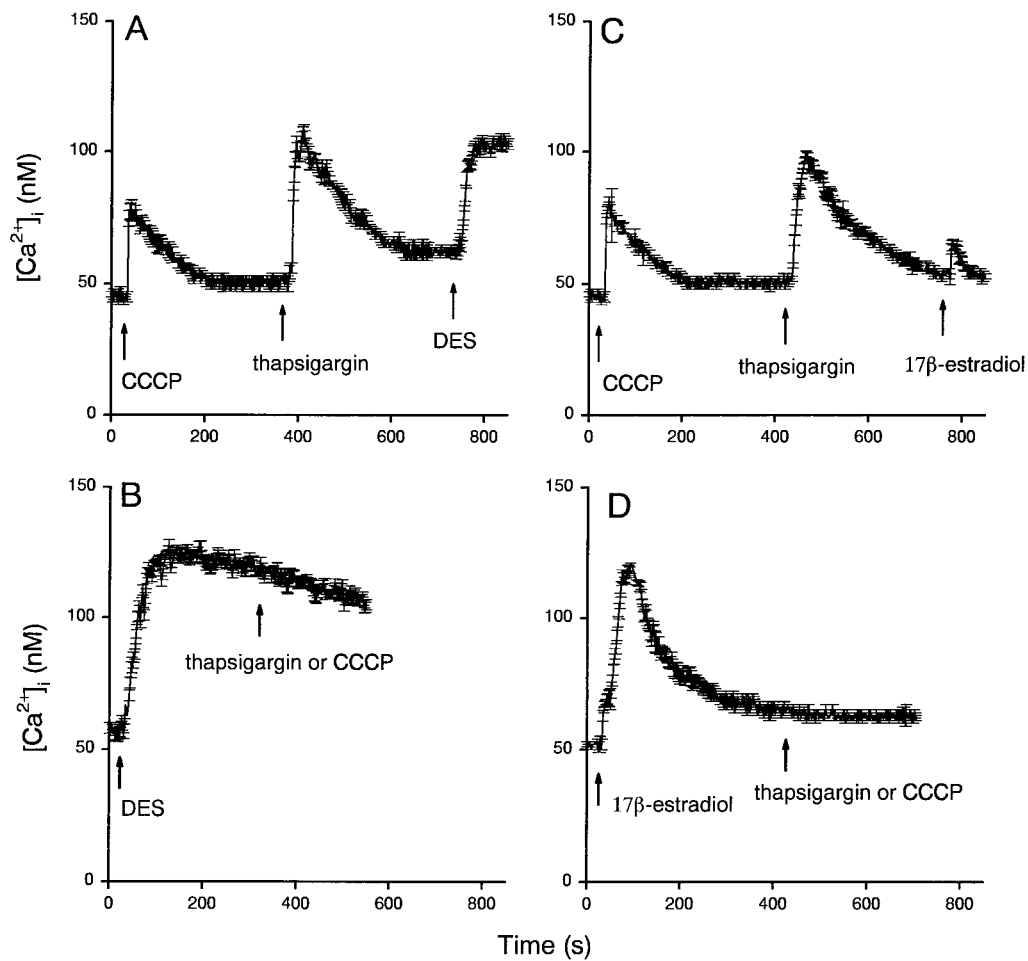 A
150
100
50
0
[Ca2+]i (nM)
CCCP
thapsigargin
DES
0 200 400 600 800
C
150
100
50
0
CCCP
thapsigargin
17β-estradiol
0 200 400 600 800
B
150
100
50
0
[Ca2+]i (nM)
DES
thapsigargin or CCCP
0 200 400 600 800
D
150
100
50
0
17β-estradiol
thapsigargin or CCCP
0 200 400 600 800
Time (s)